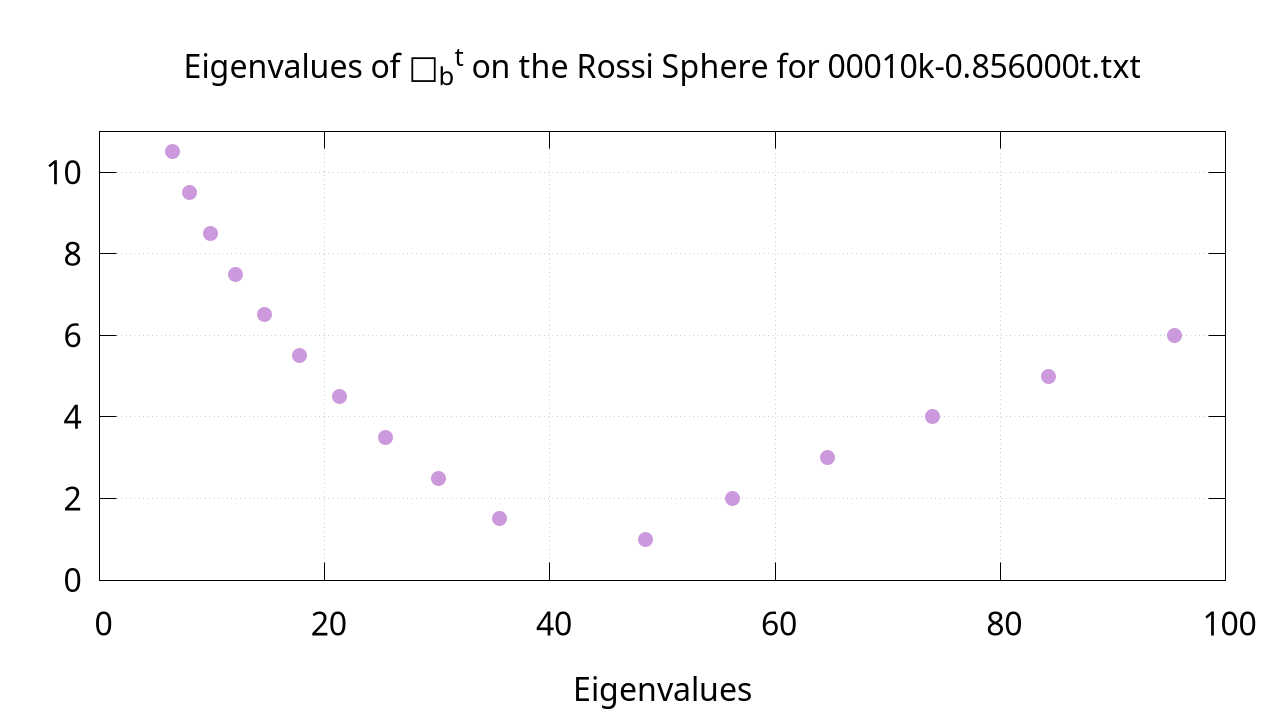 Eigenvalues of □_b^t on the Rossi Sphere for 00010k-0.856000t.txt
10
8
6
4
2
0
0 20 40 60 80 100
Eigenvalues